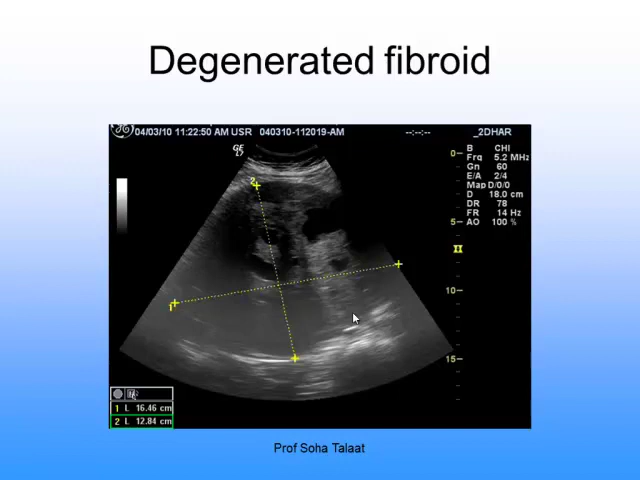 Degenerated fibroid
04/03/10 11:22:50 AM USR 040310-112019-AM --:--:-- _2DHAR
B CHI
Frq 5.2 MHz
Gn 60
E/A 2/4
Map D/0/0
D 18.0 cm
DR 78
FR 14 Hz
AO 100 %
0
5
10
15
2
1
1 L 16.46 cm
2 L 12.84 cm
Prof Soha Talaat